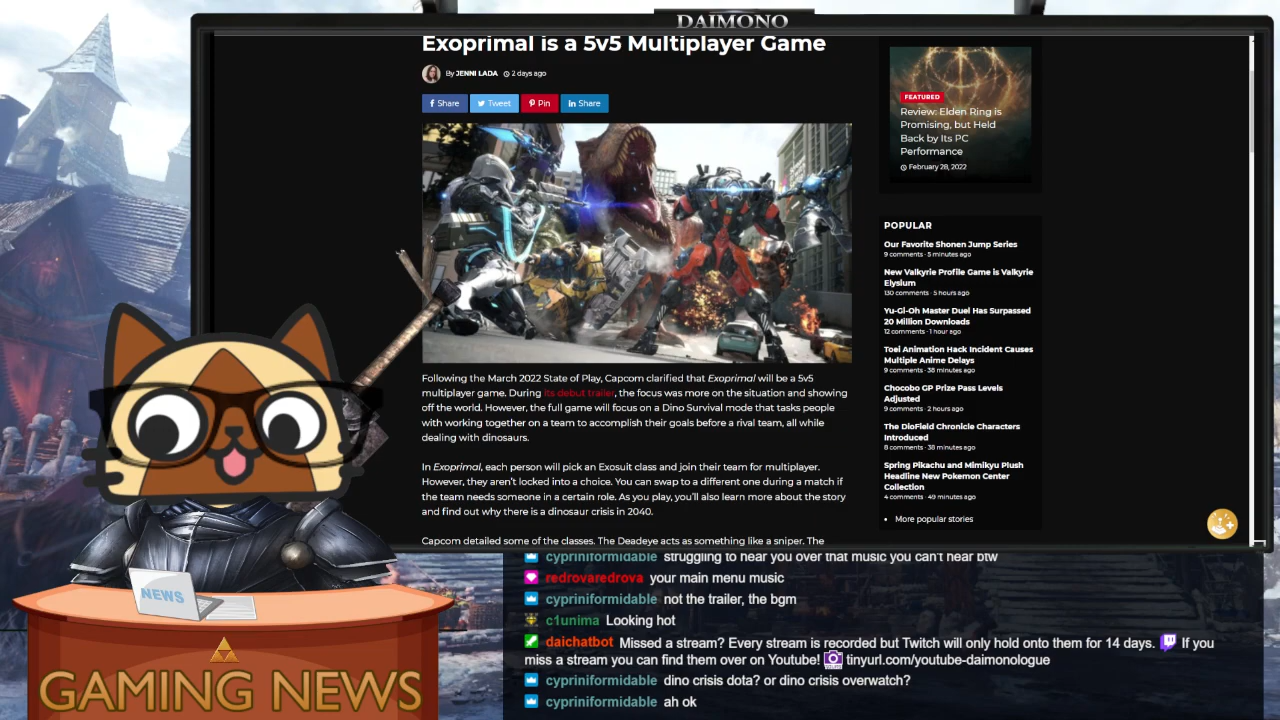 DAIMONO
Exoprimal is a 5v5 Multiplayer Game
By JENNI LADA 2 days ago
Share Tweet Pin Share
Following the March 2022 State of Play, Capcom clarified that Exoprimal will be a 5v5
multiplayer game. During its debut trailer, the focus was more on the situation and showing
off the world. However, the full game will focus on a Dino Survival mode that tasks people
with working together on a team to accomplish their goals before a rival team, all while
dealing with dinosaurs.
In Exoprimal, each person will pick an Exosuit class and join their team for multiplayer.
However, they aren't locked into a choice. You can swap to a different one during a match if
the team needs someone in a certain role. As you play, you'll also learn more about the story
and find out why there is a dinosaur crisis in 2040.
Capcom detailed some of the classes. The Deadeye acts as something like a sniper. The
FEATURED
Review: Elden Ring is
Promising, but Held
Back by Its PC
Performance
February 28, 2022
POPULAR
Our Favorite Shonen Jump Series
9 comments · 5 minutes ago
New Valkyrie Profile Game is Valkyrie
Elysium
130 comments · 5 hours ago
Yu-Gi-Oh Master Duel Has Surpassed
20 Million Downloads
12 comments · 1 hour ago
Toei Animation Hack Incident Causes
Multiple Anime Delays
9 comments · 38 minutes ago
Chocobo GP Prize Pass Levels
Adjusted
9 comments · 2 hours ago
The DioField Chronicle Characters
Introduced
8 comments · 38 minutes ago
Spring Pikachu and Mimikyu Plush
Headline New Pokemon Center
Collection
4 comments · 49 minutes ago
• More popular stories
cypriniformidable struggling to hear you over that music you can't hear btw
redrovaredrova your main menu music
cypriniformidable not the trailer, the bgm
c1unima Looking hot
daichatbot Missed a stream? Every stream is recorded but Twitch will only hold onto them for 14 days. If you
miss a stream you can find them over on Youtube! tinyurl.com/youtube-daimonologue
cypriniformidable dino crisis dota? or dino crisis overwatch?
cypriniformidable ah ok
NEWS
GAMING NEWS